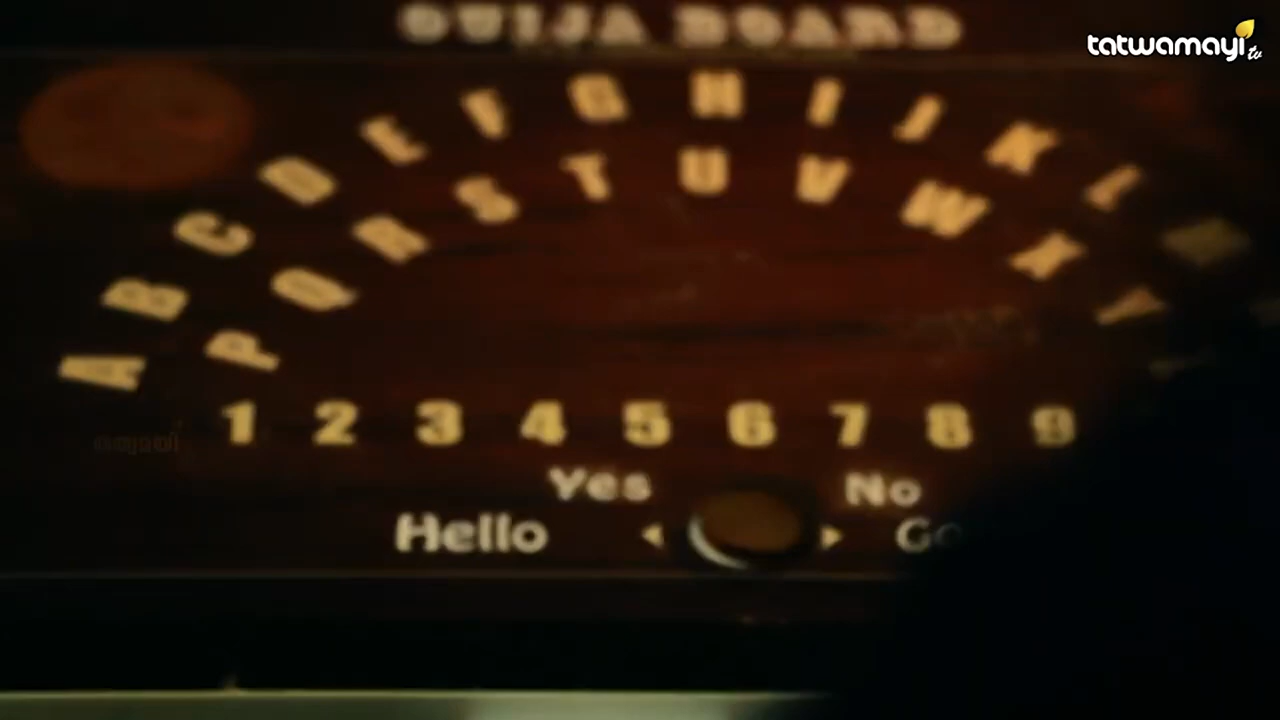 OUIJA BOARD
tatwamayi tv
A B C D E F G H I J K L
P Q R S T U V W X Y
1 2 3 4 5 6 7 8 9
Yes No
Hello